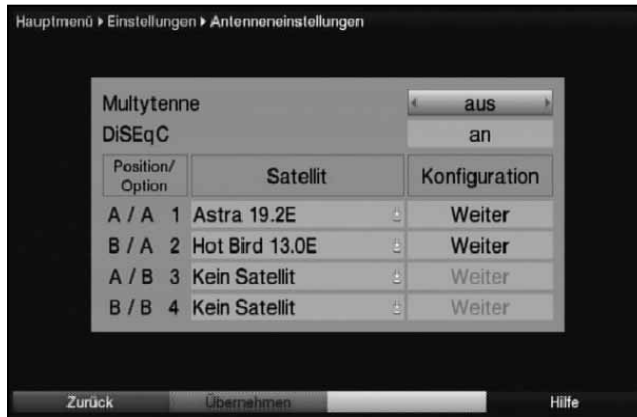 Hauptmenü ▸ Einstellungen ▸ Antenneneinstellungen
Multytenne aus
DiSEqC an
Position/ Option Satellit Konfiguration
A / A 1 Astra 19.2E Weiter
B / A 2 Hot Bird 13.0E Weiter
A / B 3 Kein Satellit Weiter
B / B 4 Kein Satellit Weiter
Zurück Übernehmen Hilfe